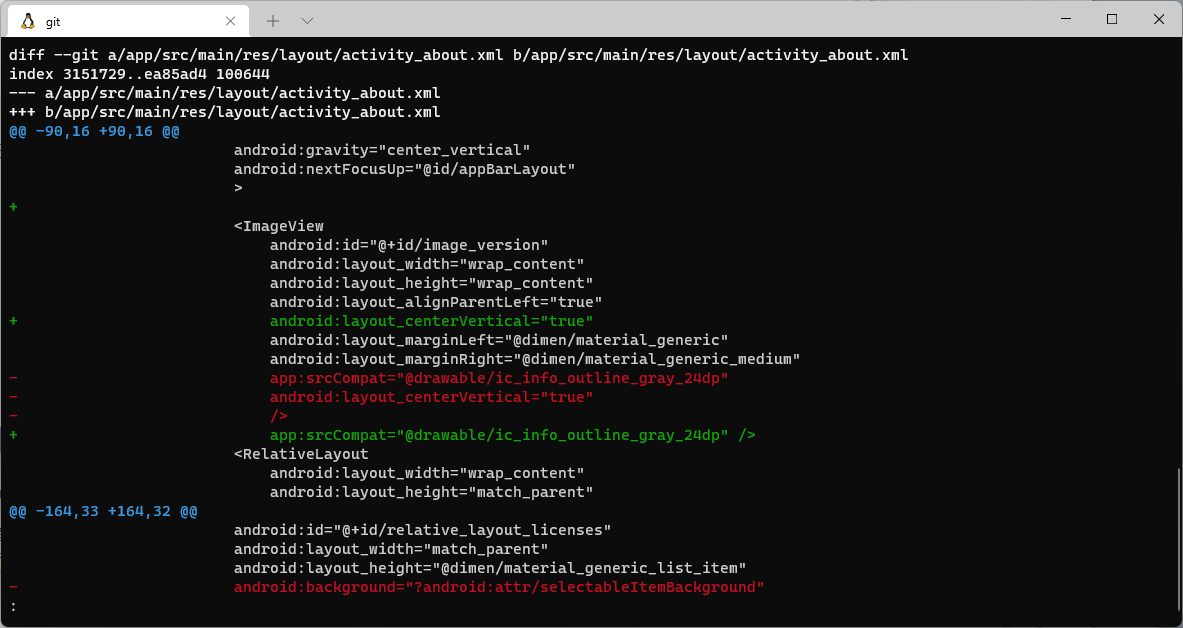 git
diff --git a/app/src/main/res/layout/activity_about.xml b/app/src/main/res/layout/activity_about.xml
index 3151729..ea85ad4 100644
--- a/app/src/main/res/layout/activity_about.xml
+++ b/app/src/main/res/layout/activity_about.xml
@@ -90,16 +90,16 @@
                         android:gravity="center_vertical"
                         android:nextFocusUp="@id/appBarLayout"
                         >
+
                         <ImageView
                             android:id="@+id/image_version"
                             android:layout_width="wrap_content"
                             android:layout_height="wrap_content"
                             android:layout_alignParentLeft="true"
+                            android:layout_centerVertical="true"
                             android:layout_marginLeft="@dimen/material_generic"
                             android:layout_marginRight="@dimen/material_generic_medium"
-                            app:srcCompat="@drawable/ic_info_outline_gray_24dp"
-                            android:layout_centerVertical="true"
-                            />
+                            app:srcCompat="@drawable/ic_info_outline_gray_24dp" />
                         <RelativeLayout
                             android:layout_width="wrap_content"
                             android:layout_height="match_parent"
@@ -164,33 +164,32 @@
                         android:id="@+id/relative_layout_licenses"
                         android:layout_width="match_parent"
                         android:layout_height="@dimen/material_generic_list_item"
-                        android:background="?android:attr/selectableItemBackground"
: